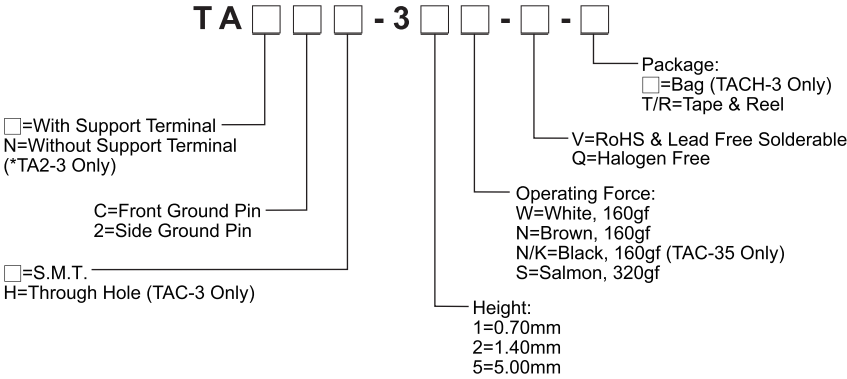 TA□□□-3□□-□-□
Package:
□=Bag (TACH-3 Only)
T/R=Tape & Reel
□=With Support Terminal
N=Without Support Terminal
(*TA2-3 Only)
V=RoHS & Lead Free Solderable
Q=Halogen Free
C=Front Ground Pin
2=Side Ground Pin
Operating Force:
W=White, 160gf
N=Brown, 160gf
N/K=Black, 160gf (TAC-35 Only)
S=Salmon, 320gf
□=S.M.T.
H=Through Hole (TAC-3 Only)
Height:
1=0.70mm
2=1.40mm
5=5.00mm